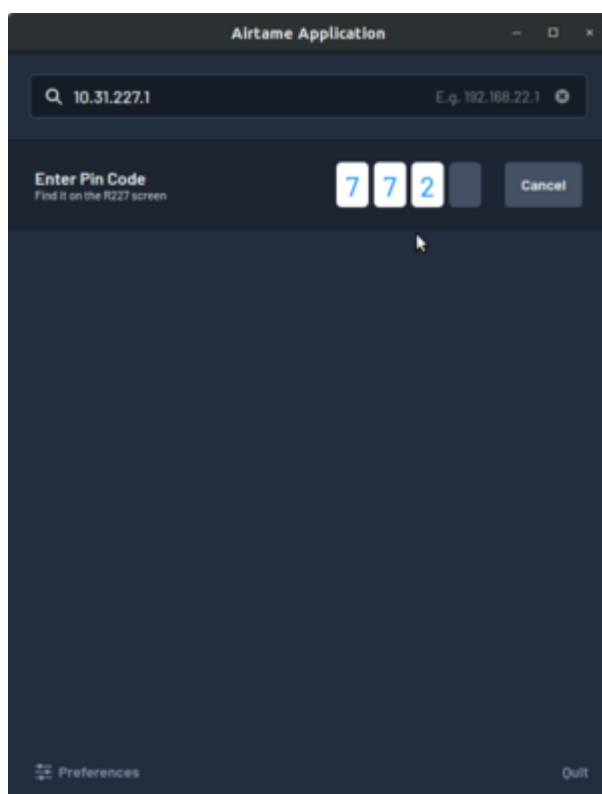 Airtame Application
10.31.227.1 E.g. 192.168.22.1
Enter Pin Code
Find it on the R227 screen
7 7 2
Cancel
Preferences
Quit